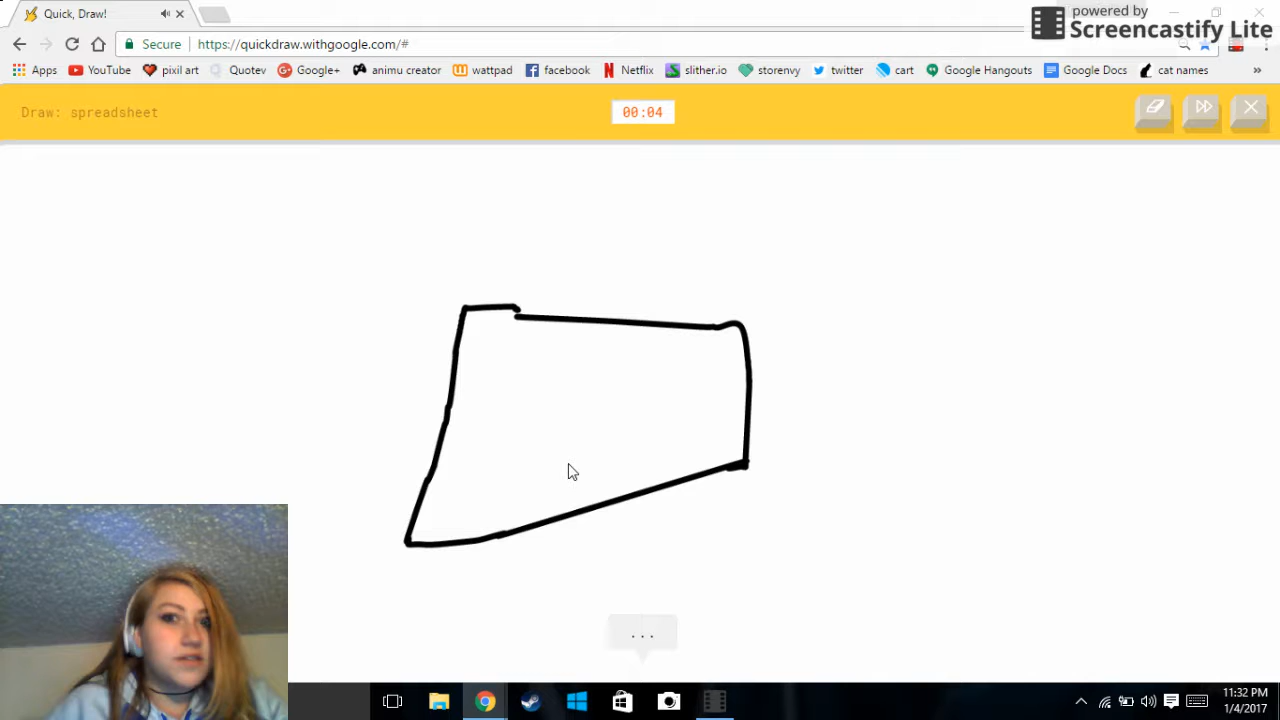 Quick, Draw!
powered by
Screencastify Lite
Secure
https://quickdraw.withgoogle.com/#
Apps YouTube pixil art Quotev Google+ animu creator wattpad facebook Netflix slither.io storenvy twitter cart Google Hangouts Google Docs cat names »
Draw: spreadsheet
00:04
...
11:32 PM
1/4/2017